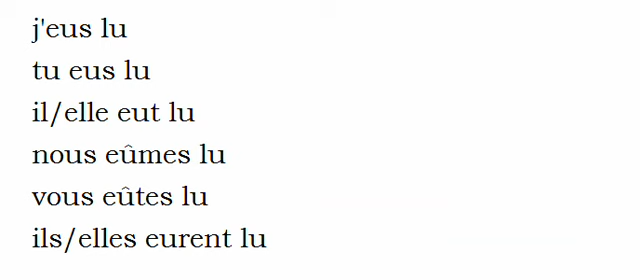 j'eus lu
tu eus lu
il/elle eut lu
nous eûmes lu
vous eûtes lu
ils/elles eurent lu